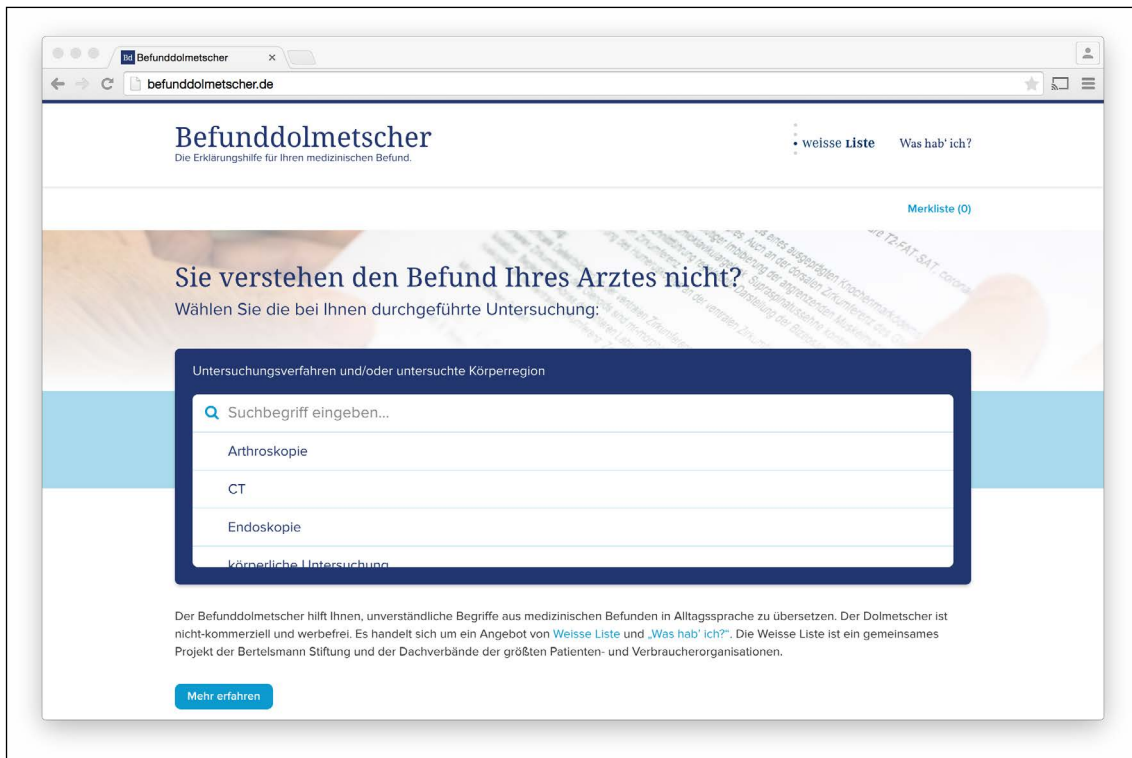 Bd Befunddolmetscher
befunddolmetscher.de
Befunddolmetscher
Die Erklärungshilfe für Ihren medizinischen Befund.
weisse Liste Was hab' ich?
Merkliste (0)
Sie verstehen den Befund Ihres Arztes nicht?
Wählen Sie die bei Ihnen durchgeführte Untersuchung:
Untersuchungsverfahren und/oder untersuchte Körperregion
Suchbegriff eingeben...
Arthroskopie
CT
Endoskopie
körperliche Untersuchung
Der Befunddolmetscher hilft Ihnen, unverständliche Begriffe aus medizinischen Befunden in Alltagssprache zu übersetzen. Der Dolmetscher ist
nicht-kommerziell und werbefrei. Es handelt sich um ein Angebot von Weisse Liste und „Was hab' ich?“. Die Weisse Liste ist ein gemeinsames
Projekt der Bertelsmann Stiftung und der Dachverbände der größten Patienten- und Verbraucherorganisationen.
Mehr erfahren